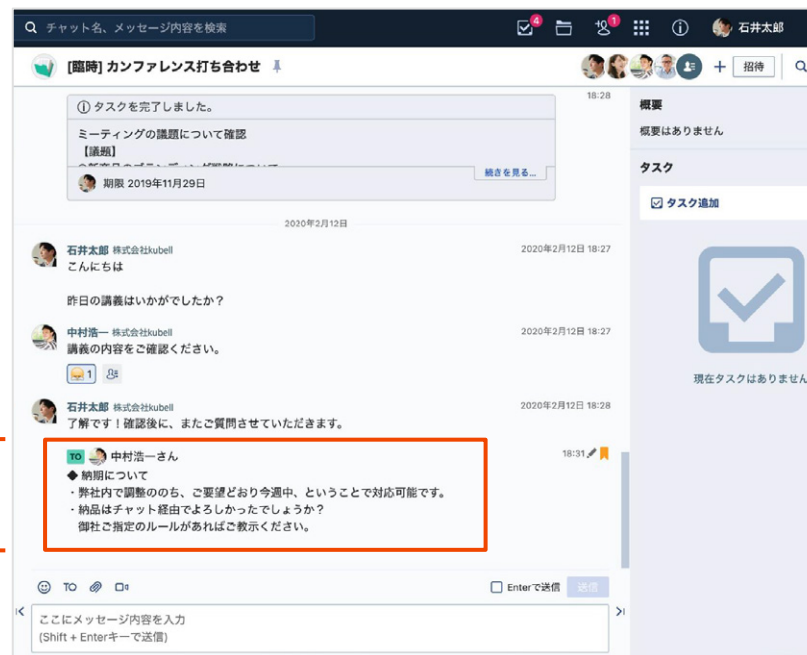 チャット名、メッセージ内容を検索
4
1
石井太郎
[臨時] カンファレンス打ち合わせ
招待
タスクを完了しました。
18:28
ミーティングの議題について確認
【議題】
続きを見る...
期限 2019年11月29日
2020年2月12日
石井太郎 株式会社kubell
2020年2月12日 18:27
こんにちは
昨日の講義はいかがでしたか？
中村浩一 株式会社kubell
2020年2月12日 18:27
講義の内容をご確認ください。
1
石井太郎 株式会社kubell
2020年2月12日 18:28
了解です！確認後に、またご質問させていただきます。
TO 中村浩一さん
18:31
◆ 納期について
・弊社内で調整ののち、ご要望どおり今週中、ということで対応可能です。
・納品はチャット経由でよろしかったでしょうか？
御社ご指定のルールがあればご教示ください。
TO
Enterで送信
送信
ここにメッセージ内容を入力
(Shift + Enterキーで送信)
概要
概要はありません
タスク
タスク追加
現在タスクはありません